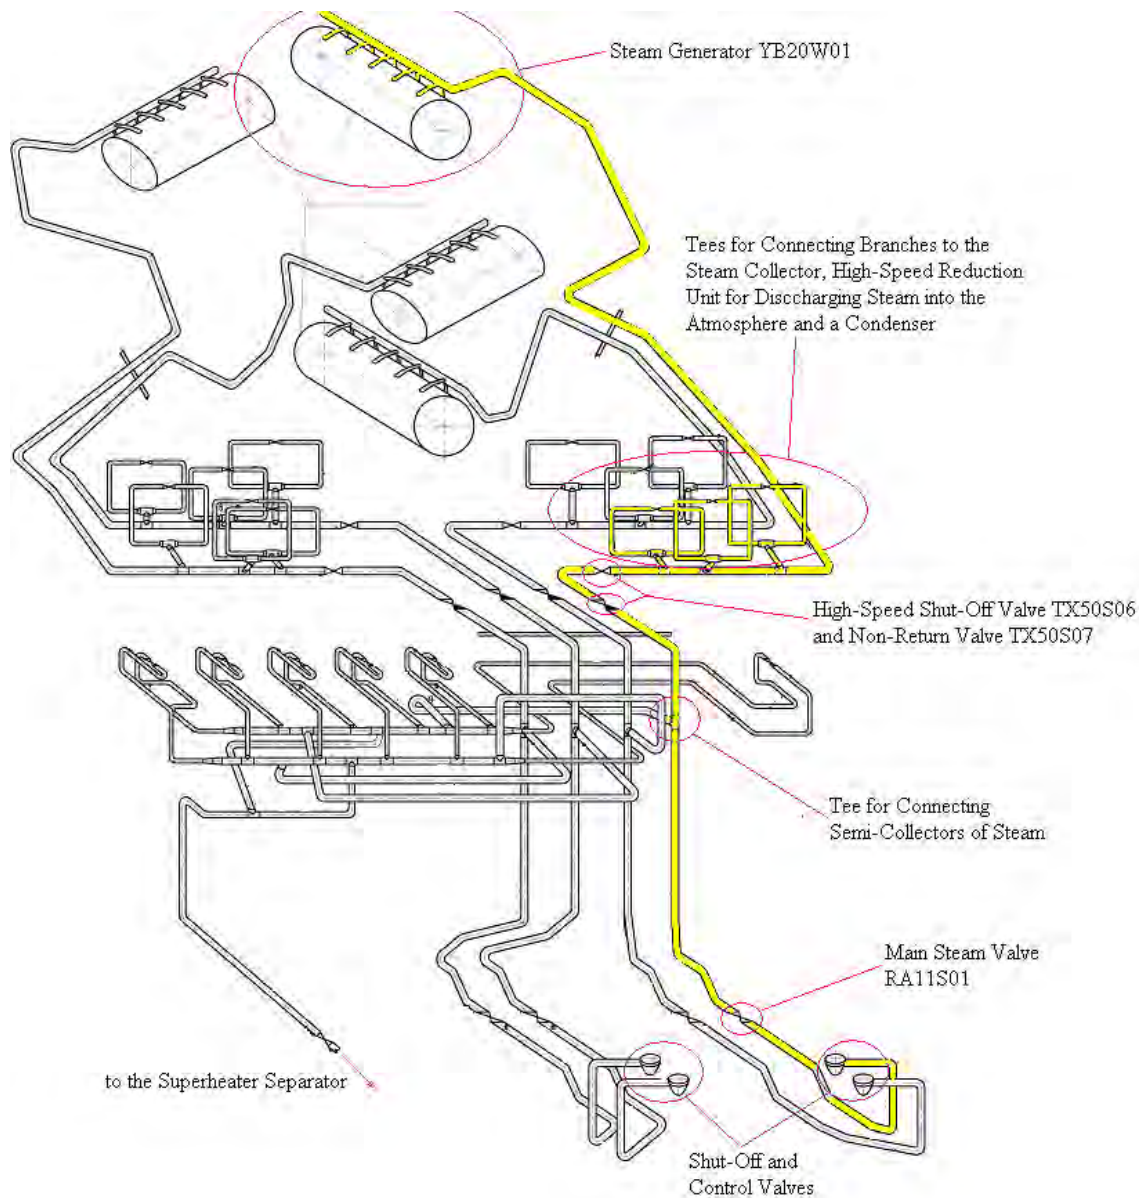 Steam Generator YB20W01
Tees for Connecting Branches to the
Steam Collector, High-Speed Reduction
Unit for Disccharging Steam into the
Atmosphere and a Condenser
High-Speed Shut-Off Valve TX50S06
and Non-Return Valve TX50S07
Tee for Connecting
Semi-Collectors of Steam
Main Steam Valve
RA11S01
to the Superheater Separator
Shut-Off and
Control Valves